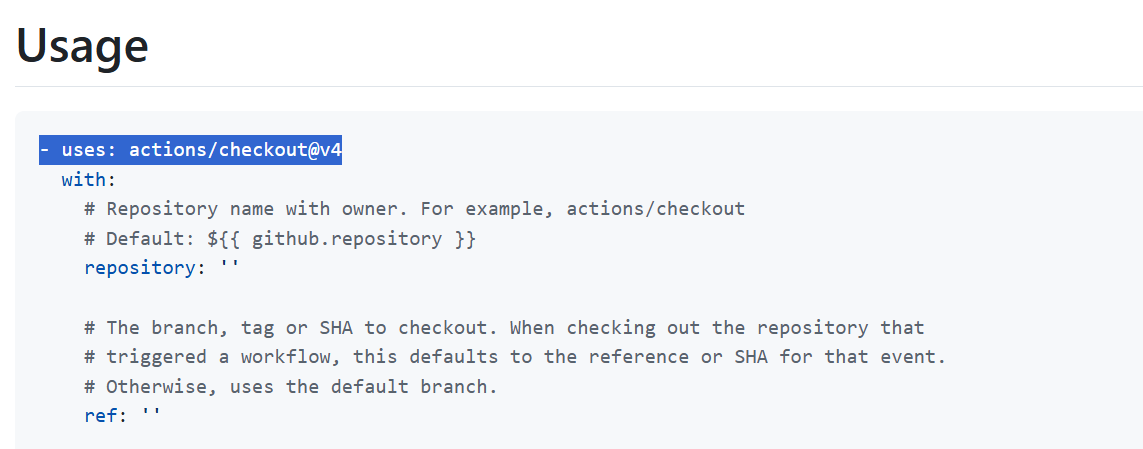 Usage
- uses: actions/checkout@v4
with:
# Repository name with owner. For example, actions/checkout
# Default: ${{ github.repository }}
repository: ''
# The branch, tag or SHA to checkout. When checking out the repository that
# triggered a workflow, this defaults to the reference or SHA for that event.
# Otherwise, uses the default branch.
ref: ''